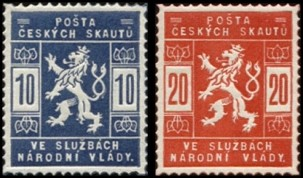 POŠTA
ČESKÝCH SKAUTŮ
10 10
VE SLUŽBÁCH
NÁRODNÍ VLÁDY.
POŠTA
ČESKÝCH SKAUTŮ
20 20
VE SLUŽBÁCH
NÁRODNÍ VLÁDY.